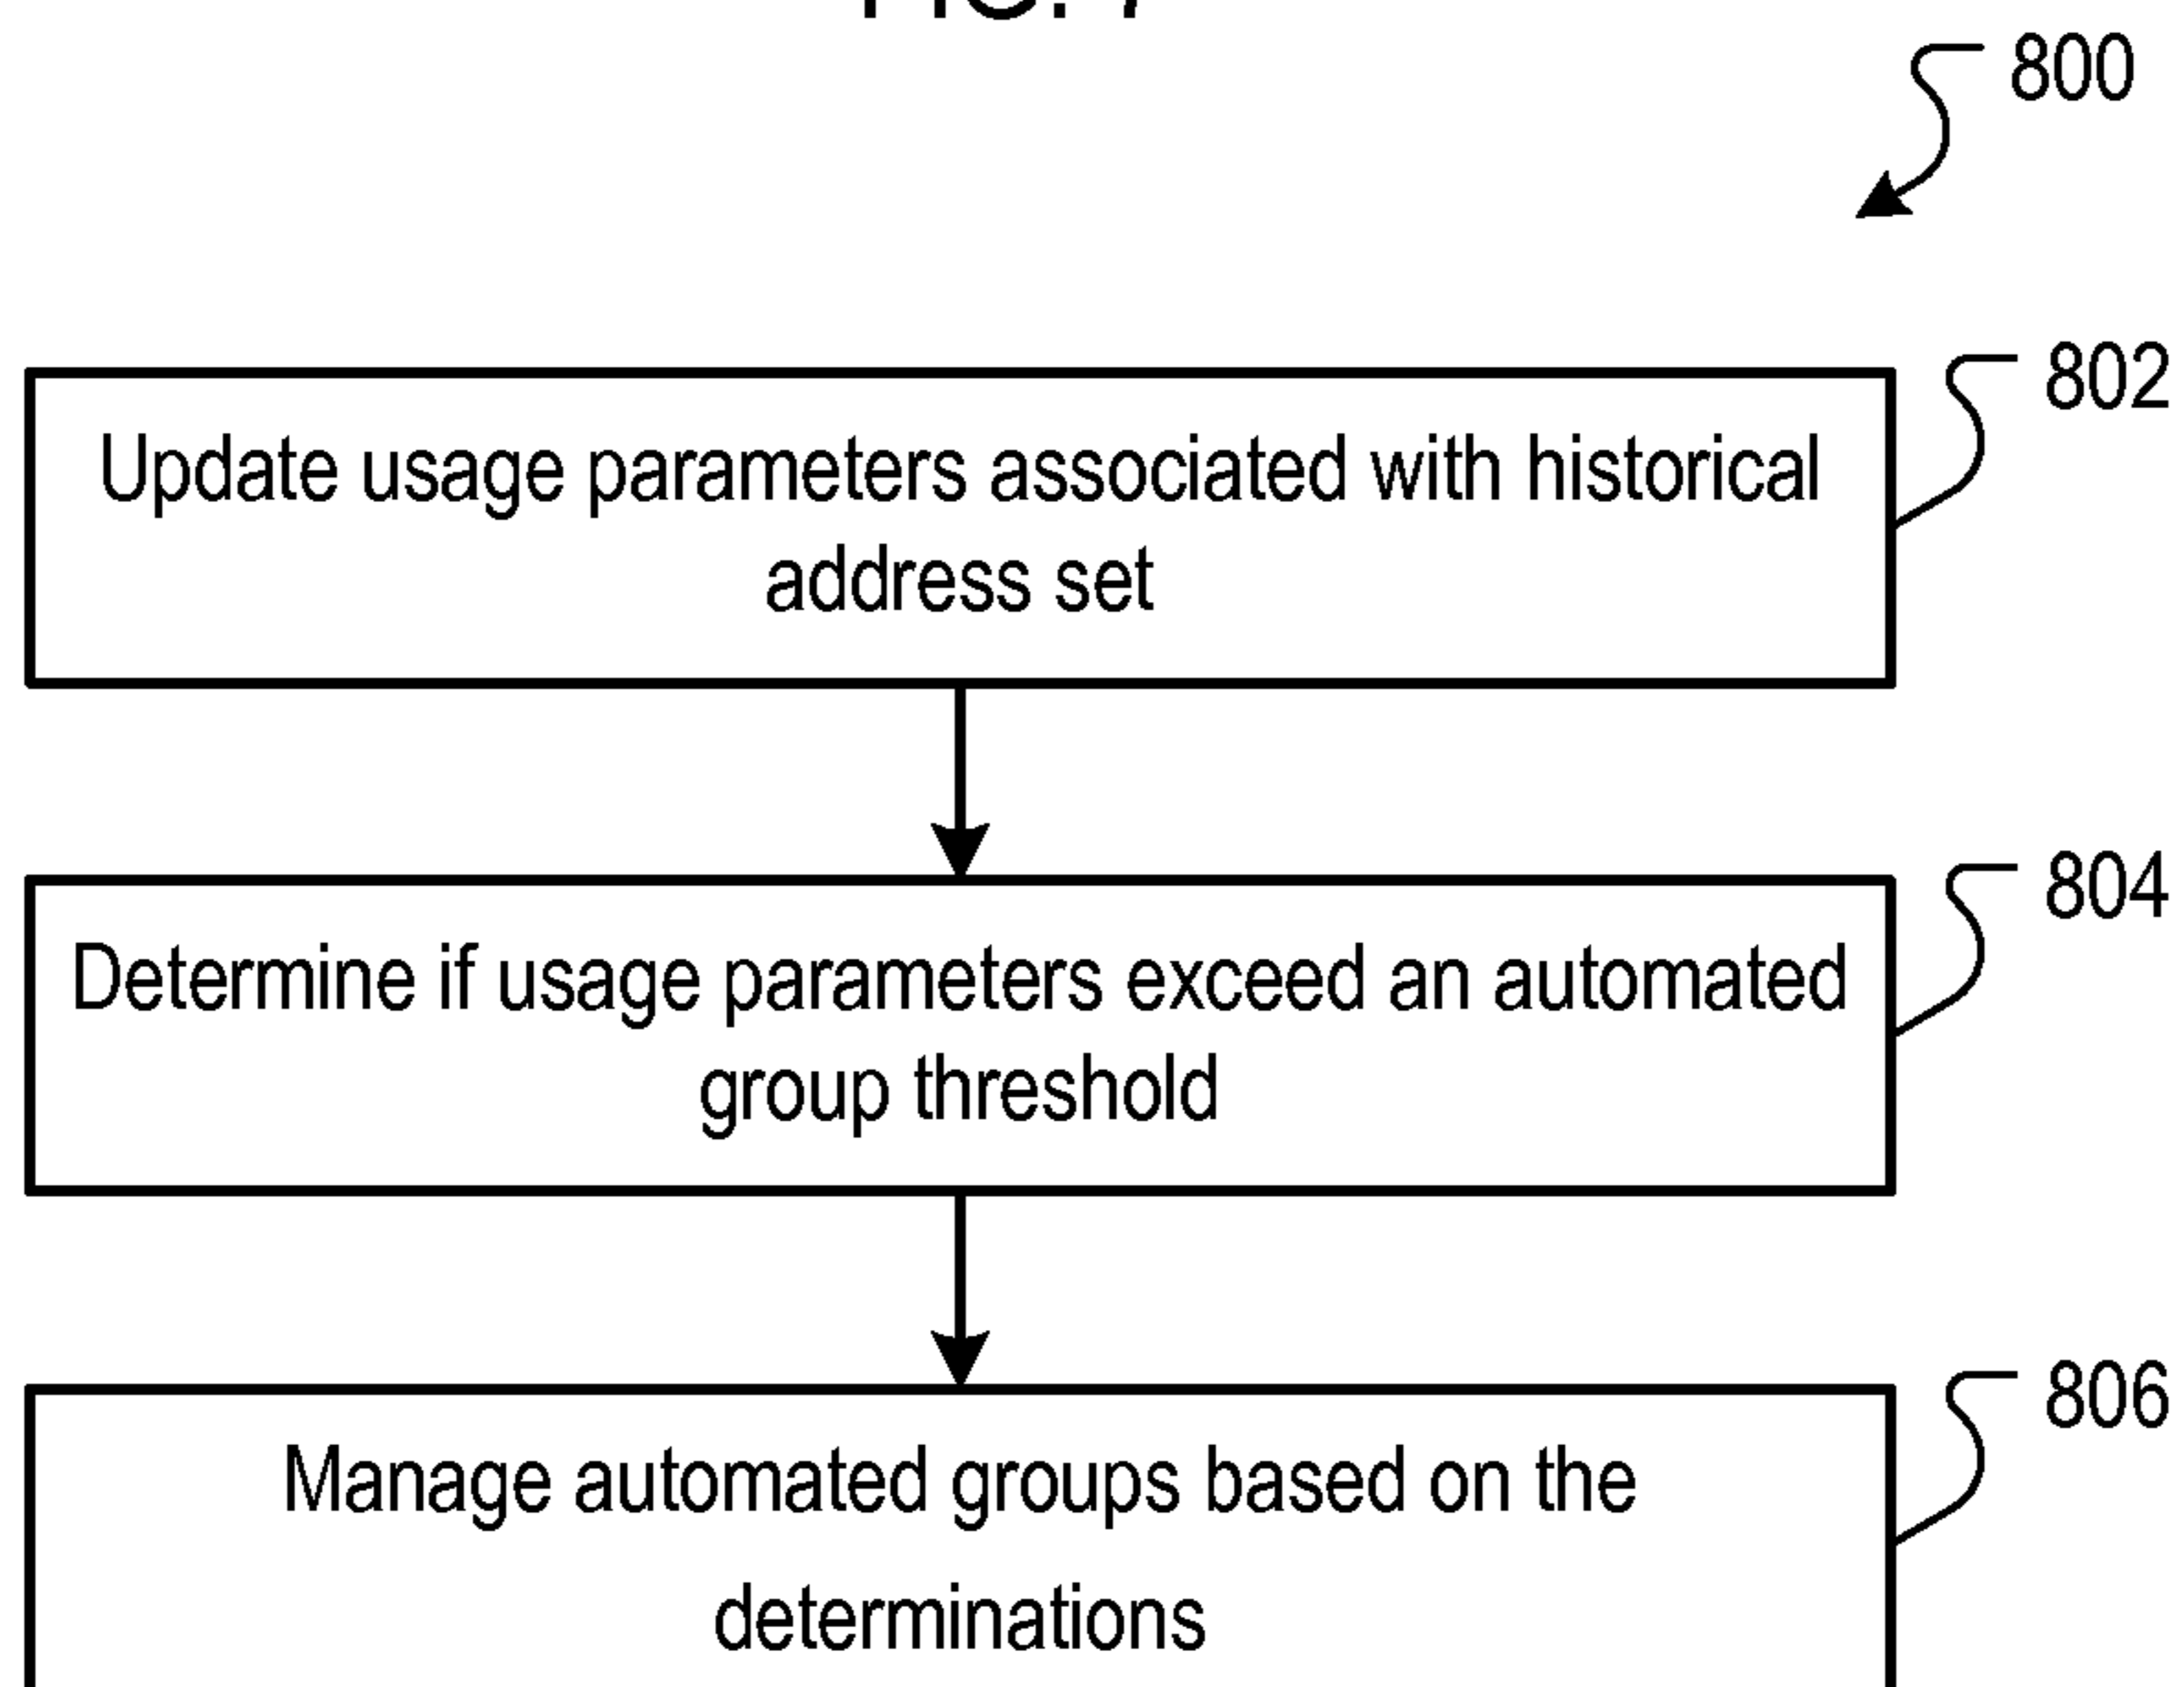 800
802
Update usage parameters associated with historical
address set
804
Determine if usage parameters exceed an automated
group threshold
806
Manage automated groups based on the
determinations